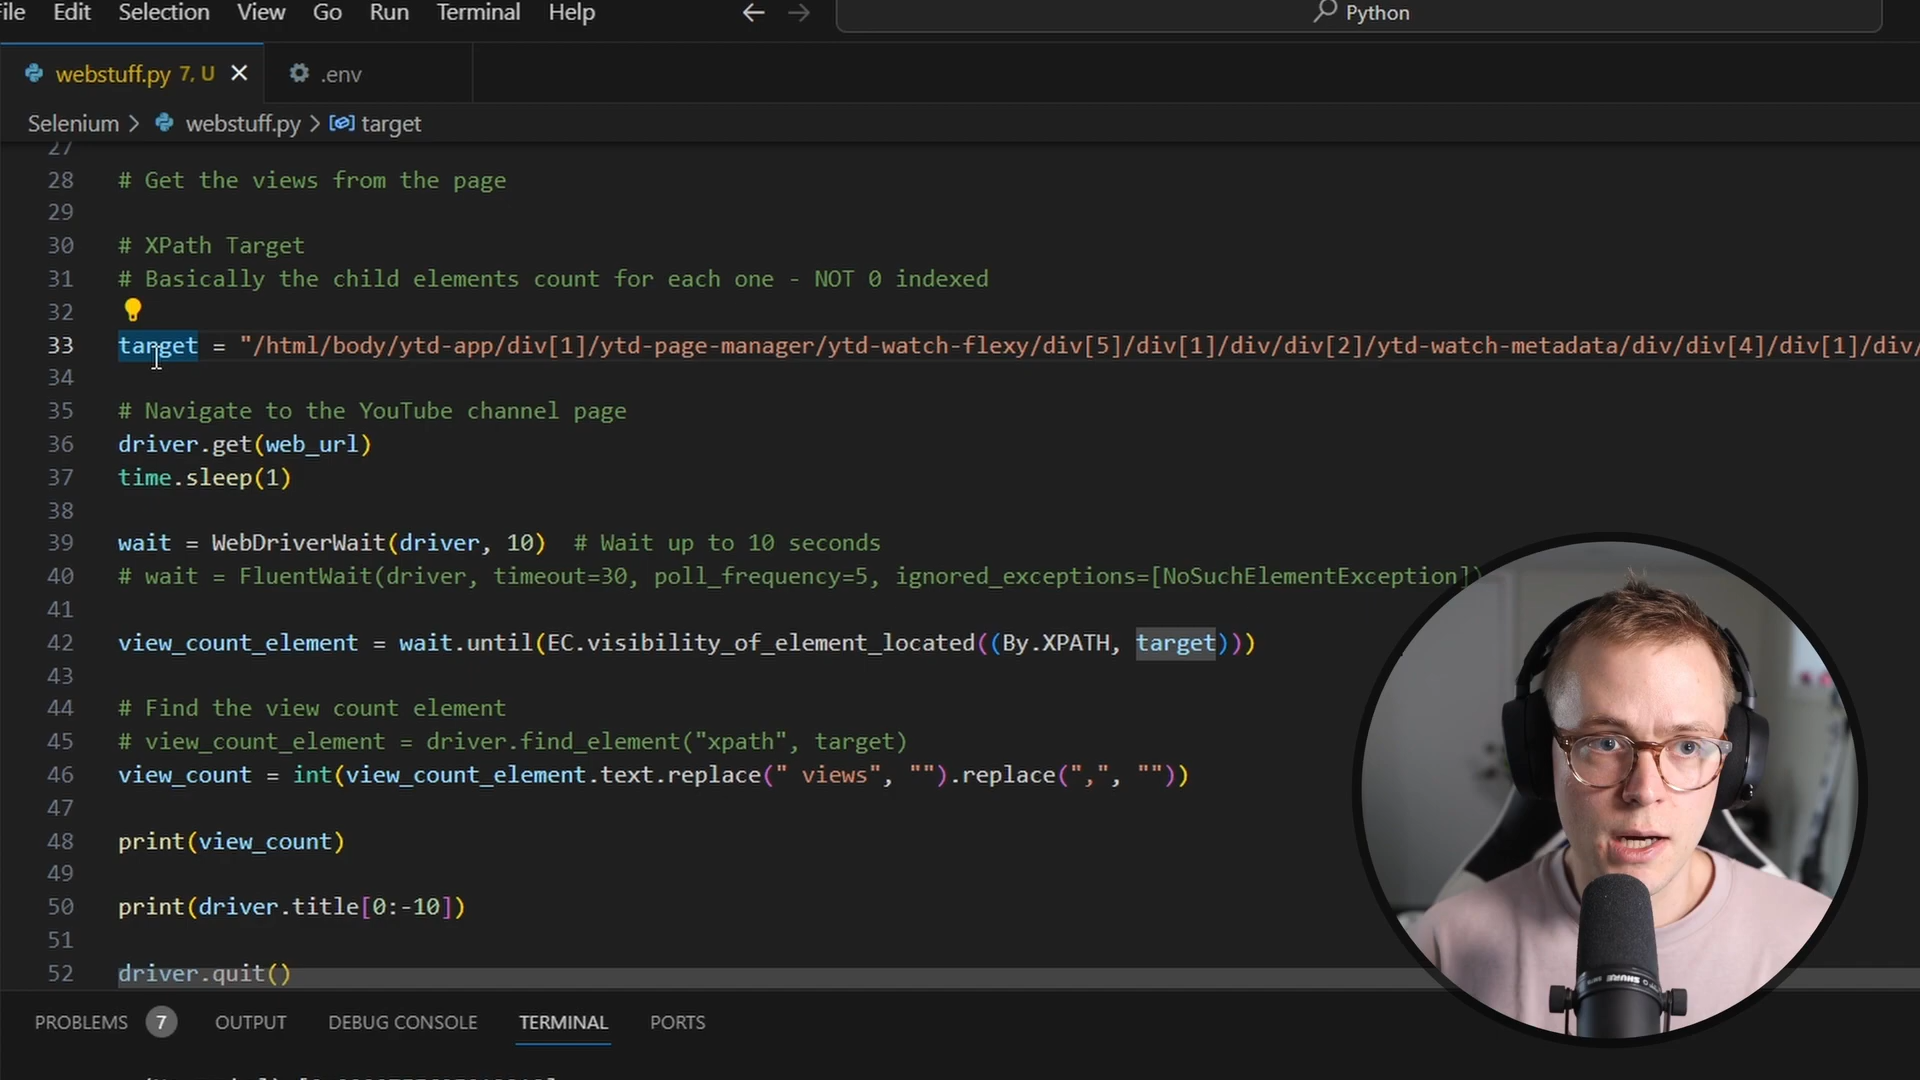 File Edit Selection View Go Run Terminal Help Python
webstuff.py 7, U .env
Selenium > webstuff.py > target
27
28 # Get the views from the page
29
30 # XPath Target
31 # Basically the child elements count for each one - NOT 0 indexed
32
33 target = "/html/body/ytd-app/div[1]/ytd-page-manager/ytd-watch-flexy/div[5]/div[1]/div/div[2]/ytd-watch-metadata/div/div[4]/div[1]/div/
34
35 # Navigate to the YouTube channel page
36 driver.get(web_url)
37 time.sleep(1)
38
39 wait = WebDriverWait(driver, 10)  # Wait up to 10 seconds
40 # wait = FluentWait(driver, timeout=30, poll_frequency=5, ignored_exceptions=[NoSuchElementException])
41
42 view_count_element = wait.until(EC.visibility_of_element_located((By.XPATH, target)))
43
44 # Find the view count element
45 # view_count_element = driver.find_element("xpath", target)
46 view_count = int(view_count_element.text.replace(" views", "").replace(",", ""))
47
48 print(view_count)
49
50 print(driver.title[0:-10])
51
52 driver.quit()
PROBLEMS 7 OUTPUT DEBUG CONSOLE TERMINAL PORTS
SHURE